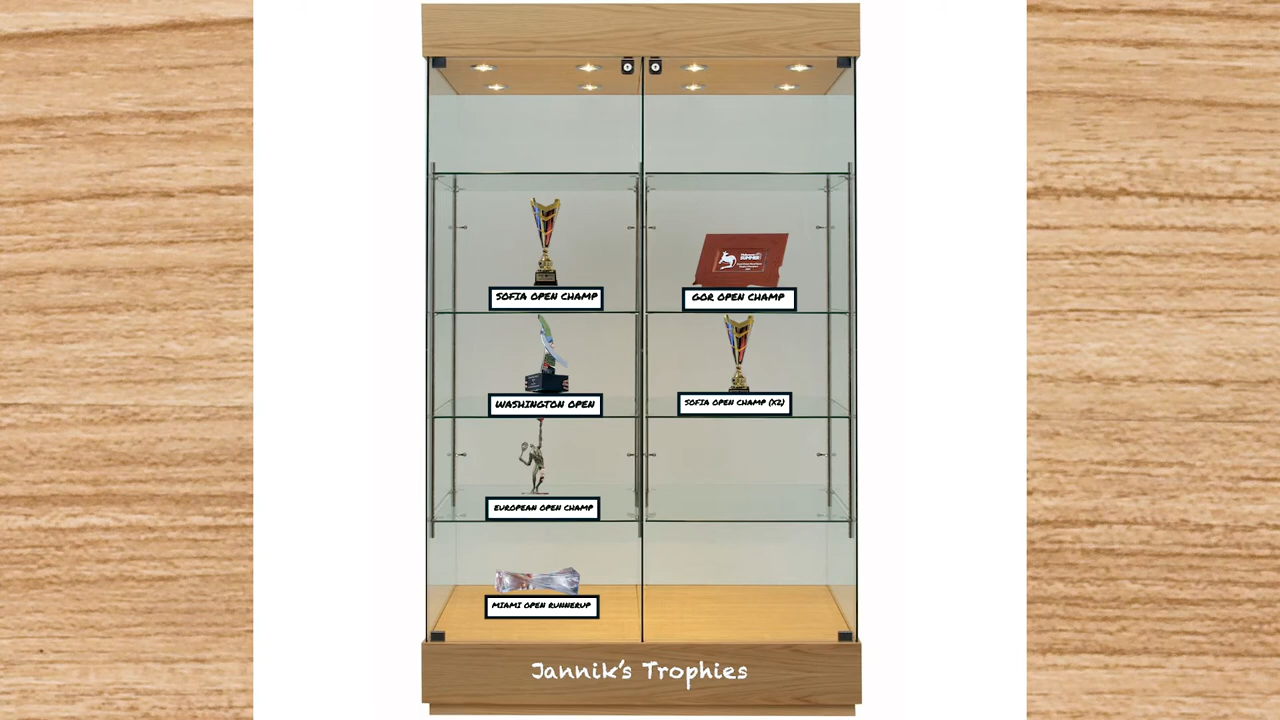 SOFIA OPEN CHAMP
GOR OPEN CHAMP
WASHINGTON OPEN
SOFIA OPEN CHAMP (X2)
EUROPEAN OPEN CHAMP
MIAMI OPEN RUNNERUP
Jannik's Trophies